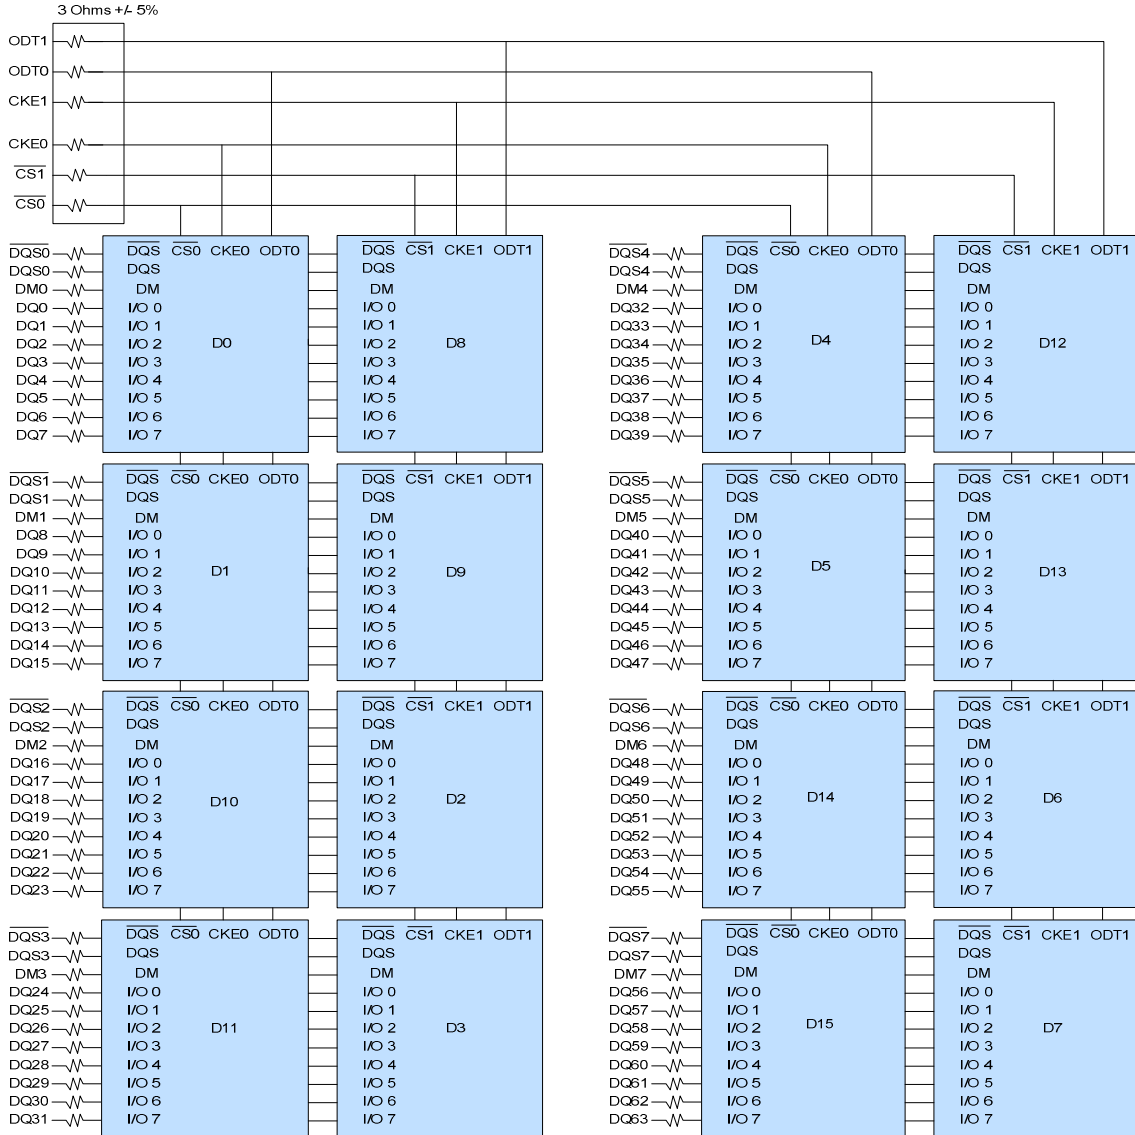 3 Ohms +/- 5%
ODT1
ODT0
CKE1
CKE0
CS1
CS0
DQS0
DQS0
DM0
DQ0
DQ1
DQ2
DQ3
DQ4
DQ5
DQ6
DQ7
DQS CS0 CKE0 ODT0
DQS
DM
I/O 0
I/O 1
I/O 2
I/O 3
I/O 4
I/O 5
I/O 6
I/O 7
D0
DQS CS1 CKE1 ODT1
DQS
DM
I/O 0
I/O 1
I/O 2
I/O 3
I/O 4
I/O 5
I/O 6
I/O 7
D8
DQS4
DQS4
DM4
DQ32
DQ33
DQ34
DQ35
DQ36
DQ37
DQ38
DQ39
DQS CS0 CKE0 ODT0
DQS
DM
I/O 0
I/O 1
I/O 2
I/O 3
I/O 4
I/O 5
I/O 6
I/O 7
D4
DQS CS1 CKE1 ODT1
DQS
DM
I/O 0
I/O 1
I/O 2
I/O 3
I/O 4
I/O 5
I/O 6
I/O 7
D12
DQS1
DQS1
DM1
DQ8
DQ9
DQ10
DQ11
DQ12
DQ13
DQ14
DQ15
DQS CS0 CKE0 ODT0
DQS
DM
I/O 0
I/O 1
I/O 2
I/O 3
I/O 4
I/O 5
I/O 6
I/O 7
D1
DQS CS1 CKE1 ODT1
DQS
DM
I/O 0
I/O 1
I/O 2
I/O 3
I/O 4
I/O 5
I/O 6
I/O 7
D9
DQS5
DQS5
DM5
DQ40
DQ41
DQ42
DQ43
DQ44
DQ45
DQ46
DQ47
DQS CS0 CKE0 ODT0
DQS
DM
I/O 0
I/O 1
I/O 2
I/O 3
I/O 4
I/O 5
I/O 6
I/O 7
D5
DQS CS1 CKE1 ODT1
DQS
DM
I/O 0
I/O 1
I/O 2
I/O 3
I/O 4
I/O 5
I/O 6
I/O 7
D13
DQS2
DQS2
DM2
DQ16
DQ17
DQ18
DQ19
DQ20
DQ21
DQ22
DQ23
DQS CS0 CKE0 ODT0
DQS
DM
I/O 0
I/O 1
I/O 2
I/O 3
I/O 4
I/O 5
I/O 6
I/O 7
D10
DQS CS1 CKE1 ODT1
DQS
DM
I/O 0
I/O 1
I/O 2
I/O 3
I/O 4
I/O 5
I/O 6
I/O 7
D2
DQS6
DQS6
DM6
DQ48
DQ49
DQ50
DQ51
DQ52
DQ53
DQ54
DQ55
DQS CS0 CKE0 ODT0
DQS
DM
I/O 0
I/O 1
I/O 2
I/O 3
I/O 4
I/O 5
I/O 6
I/O 7
D14
DQS CS1 CKE1 ODT1
DQS
DM
I/O 0
I/O 1
I/O 2
I/O 3
I/O 4
I/O 5
I/O 6
I/O 7
D6
DQS3
DQS3
DM3
DQ24
DQ25
DQ26
DQ27
DQ28
DQ29
DQ30
DQ31
DQS CS0 CKE0 ODT0
DQS
DM
I/O 0
I/O 1
I/O 2
I/O 3
I/O 4
I/O 5
I/O 6
I/O 7
D11
DQS CS1 CKE1 ODT1
DQS
DM
I/O 0
I/O 1
I/O 2
I/O 3
I/O 4
I/O 5
I/O 6
I/O 7
D3
DQS7
DQS7
DM7
DQ56
DQ57
DQ58
DQ59
DQ60
DQ61
DQ62
DQ63
DQS CS0 CKE0 ODT0
DQS
DM
I/O 0
I/O 1
I/O 2
I/O 3
I/O 4
I/O 5
I/O 6
I/O 7
D15
DQS CS1 CKE1 ODT1
DQS
DM
I/O 0
I/O 1
I/O 2
I/O 3
I/O 4
I/O 5
I/O 6
I/O 7
D7